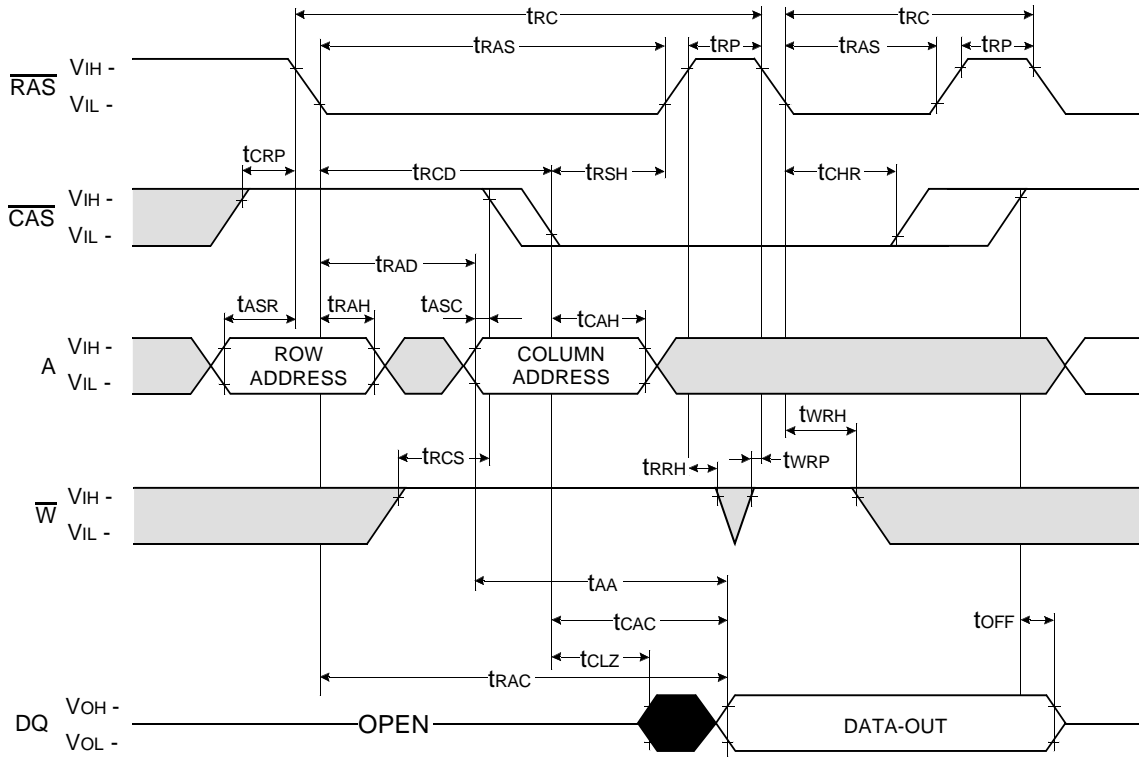 tRC tRC
tRAS tRP tRAS tRP
RAS VIH -
VIL -
tCRP tRCD tRSH tCHR
CAS VIH -
VIL -
tRAD
tASR tRAH tASC tCAH
A VIH -
VIL -
ROW
ADDRESS
COLUMN
ADDRESS
tWRH
tRCS tRRH tWRP
W VIH -
VIL -
tAA
tCAC tOFF
tCLZ
tRAC
DQ VOH -
VOL -
OPEN DATA-OUT